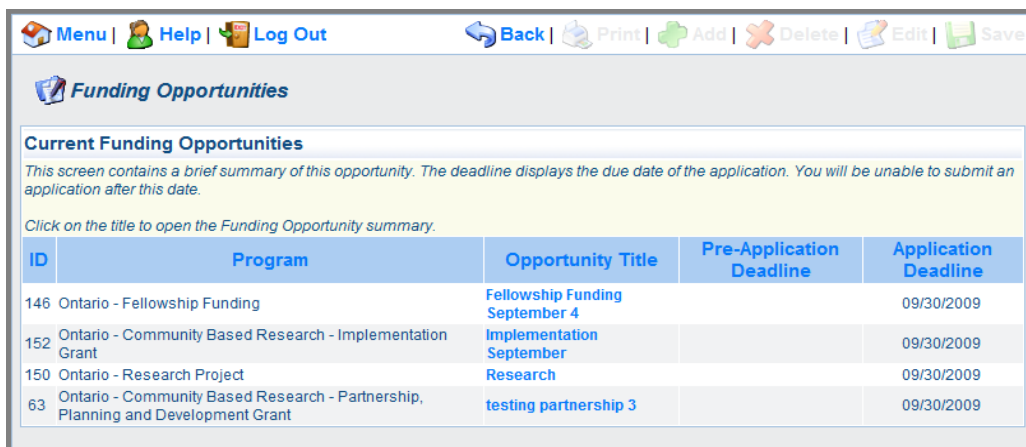 Menu | Help | Log Out Back | Print | Add | Delete | Edit | Save
Funding Opportunities
Current Funding Opportunities
This screen contains a brief summary of this opportunity. The deadline displays the due date of the application. You will be unable to submit an
application after this date.
Click on the title to open the Funding Opportunity summary.
ID Program Opportunity Title Pre-Application Deadline Application Deadline
146 Ontario - Fellowship Funding Fellowship Funding September 4 09/30/2009
152 Ontario - Community Based Research - Implementation Grant Implementation September 09/30/2009
150 Ontario - Research Project Research 09/30/2009
63 Ontario - Community Based Research - Partnership, Planning and Development Grant testing partnership 3 09/30/2009